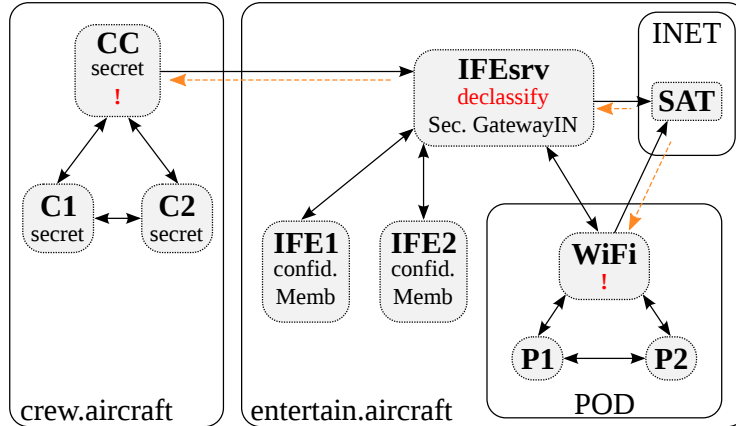 CC
secret
!
C1
secret
C2
secret
crew.aircraft
IFEsrv
declassify
Sec. GatewayIN
INET
SAT
IFE1
confid.
Memb
IFE2
confid.
Memb
WiFi
!
P1
P2
POD
entertain.aircraft